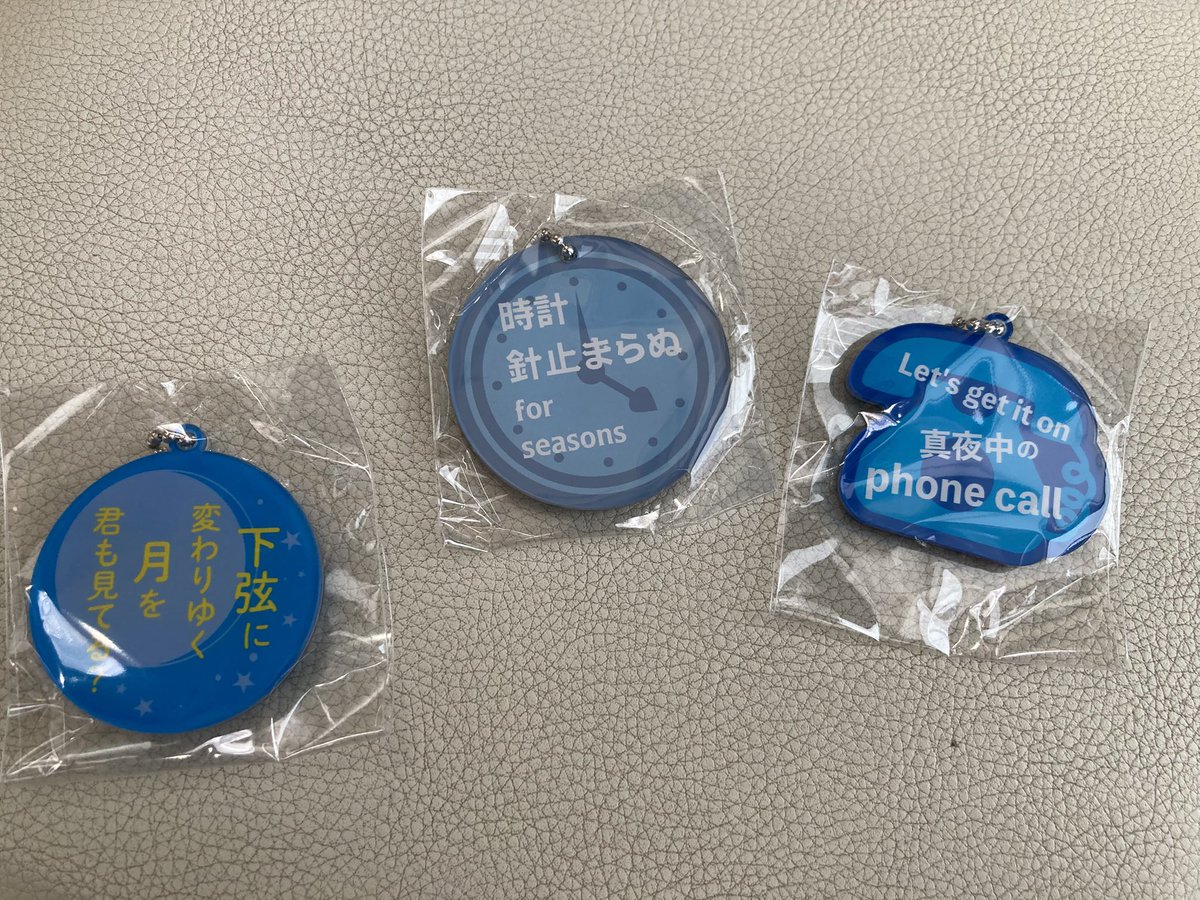 下弦に
変わりゆく
月を
君も見てる?
時計
針止まらぬ
for
seasons
Let's get it on
真夜中の
phone call